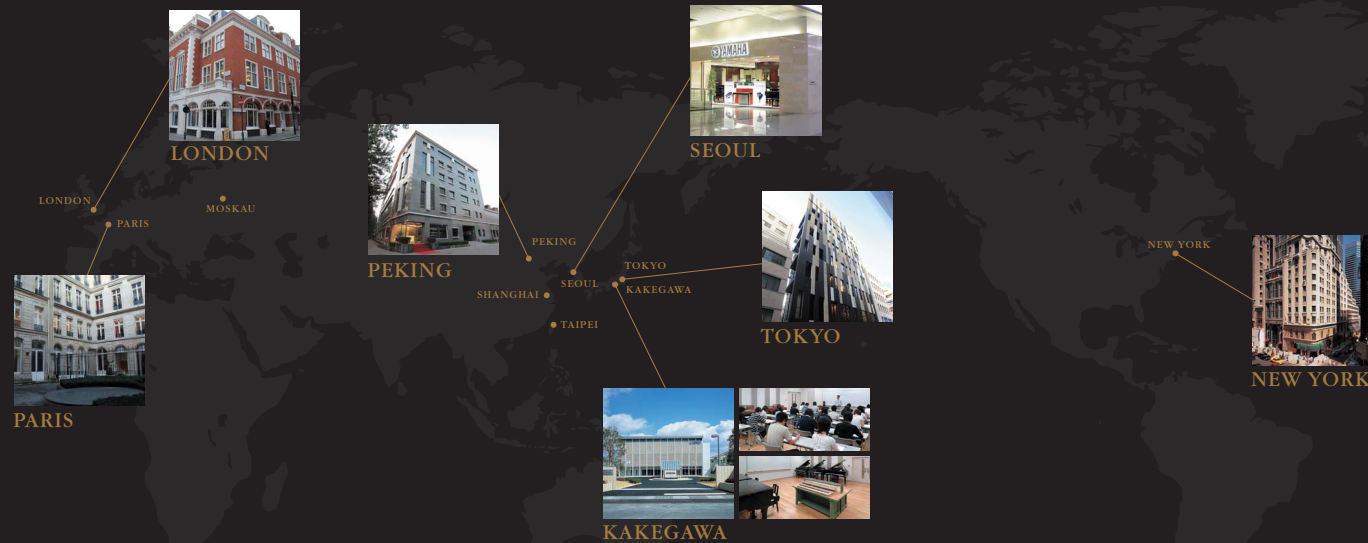 LONDON
SEOUL
YAMAHA
PEKING
TOKYO
PARIS
NEW YORK
KAKEGAWA
LONDON
PARIS
MOSKAU
PEKING
SHANGHAI
SEOUL
TOKYO
KAKEGAWA
TAIPEI
NEW YORK